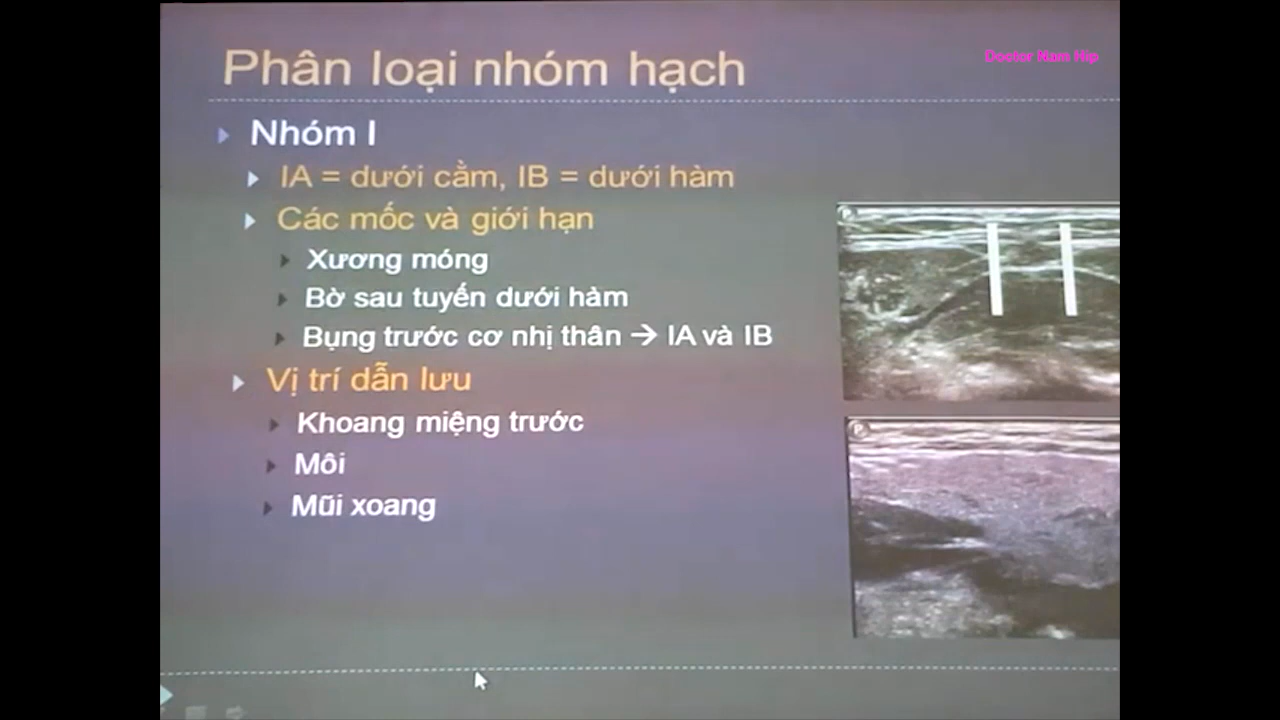 Doctor Nam Hip
Phân loại nhóm hạch
Nhóm I
IA = dưới cằm, IB = dưới hàm
Các mốc và giới hạn
Xương móng
Bờ sau tuyến dưới hàm
Bụng trước cơ nhị thân → IA và IB
Vị trí dẫn lưu
Khoang miệng trước
Môi
Mũi xoang
P